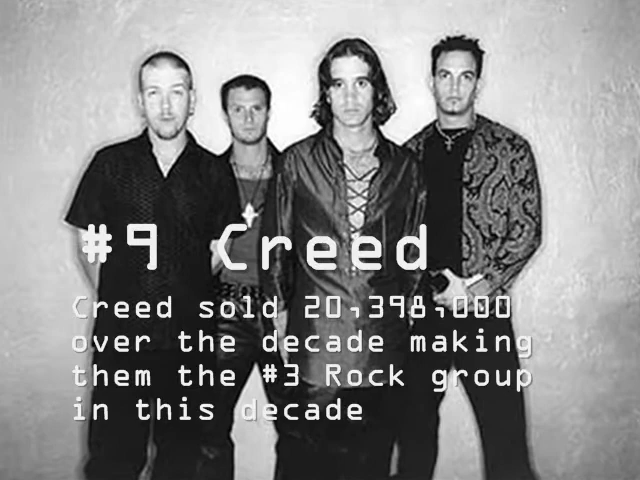 #9 Creed
Creed sold 20,398,000
over the decade making
them the #3 Rock group
in this decade